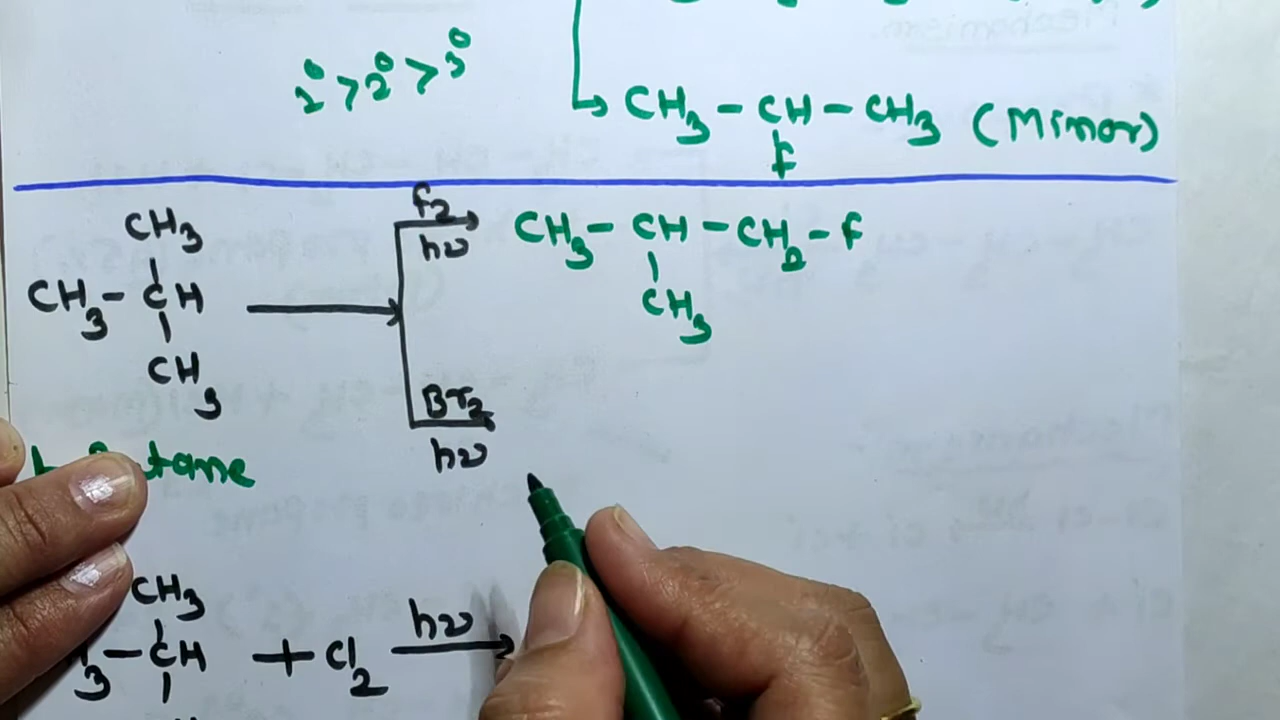 1° > 2° > 3°
CH3 - CH - CH3 (Minor)
F
CH3
CH3 - CH
CH3
F2
hν
CH3 - CH - CH2 - F
CH3
Br2
hν
CH3
3 - CH + Cl2
hν